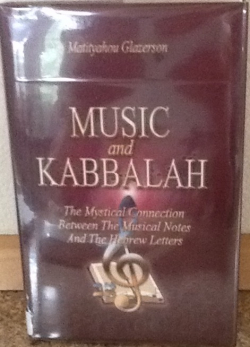 Matityahou Glazerson
MUSIC
and
KABBALAH
The Mystical Connection
Between The Musical Notes
And The Hebrew Letters